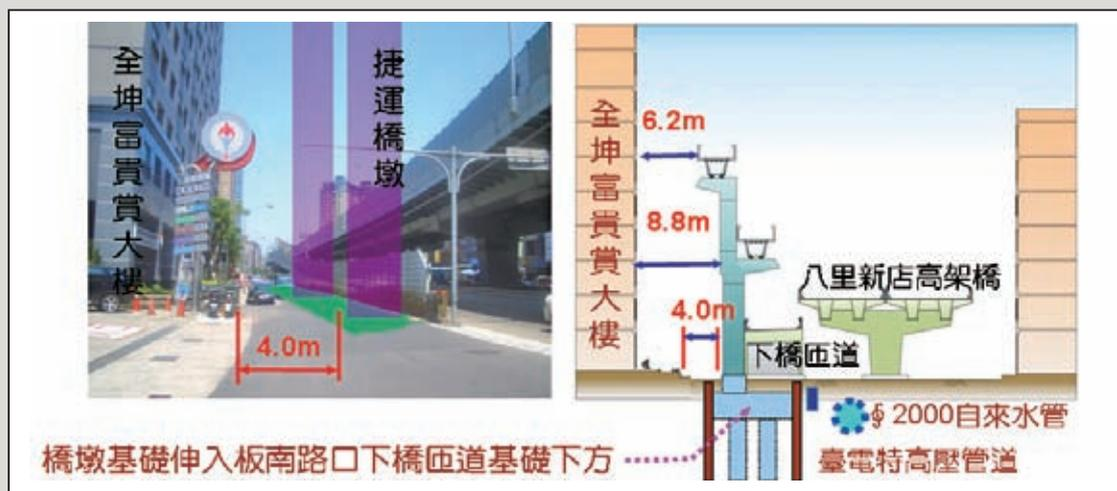 全坤富貴賞大樓
捷運橋墩
4.0m
全坤富貴賞大樓
6.2m
8.8m
4.0m
八里新店高架橋
下橋匝道
∮2000自來水管
橋墩基礎伸入板南路口下橋匝道基礎下方
臺電特高壓管道